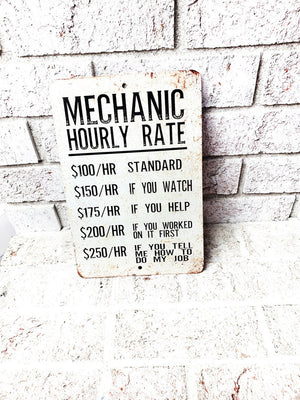 MECHANIC
HOURLY RATE
$100/HR STANDARD
$150/HR IF YOU WATCH
$175/HR IF YOU HELP
$200/HR IF YOU WORKED
ON IT FIRST
$250/HR IF YOU TELL
ME HOW TO
DO MY JOB